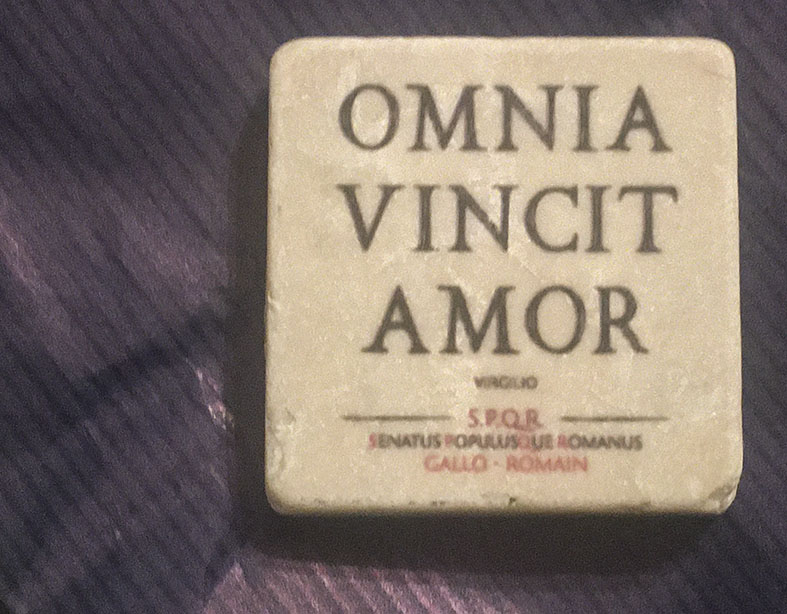 OMNIA
VINCIT
AMOR
VIRGILIO
S.P.Q.R.
SENATUS POPULUSQUE ROMANUS
GALLO - ROMAIN